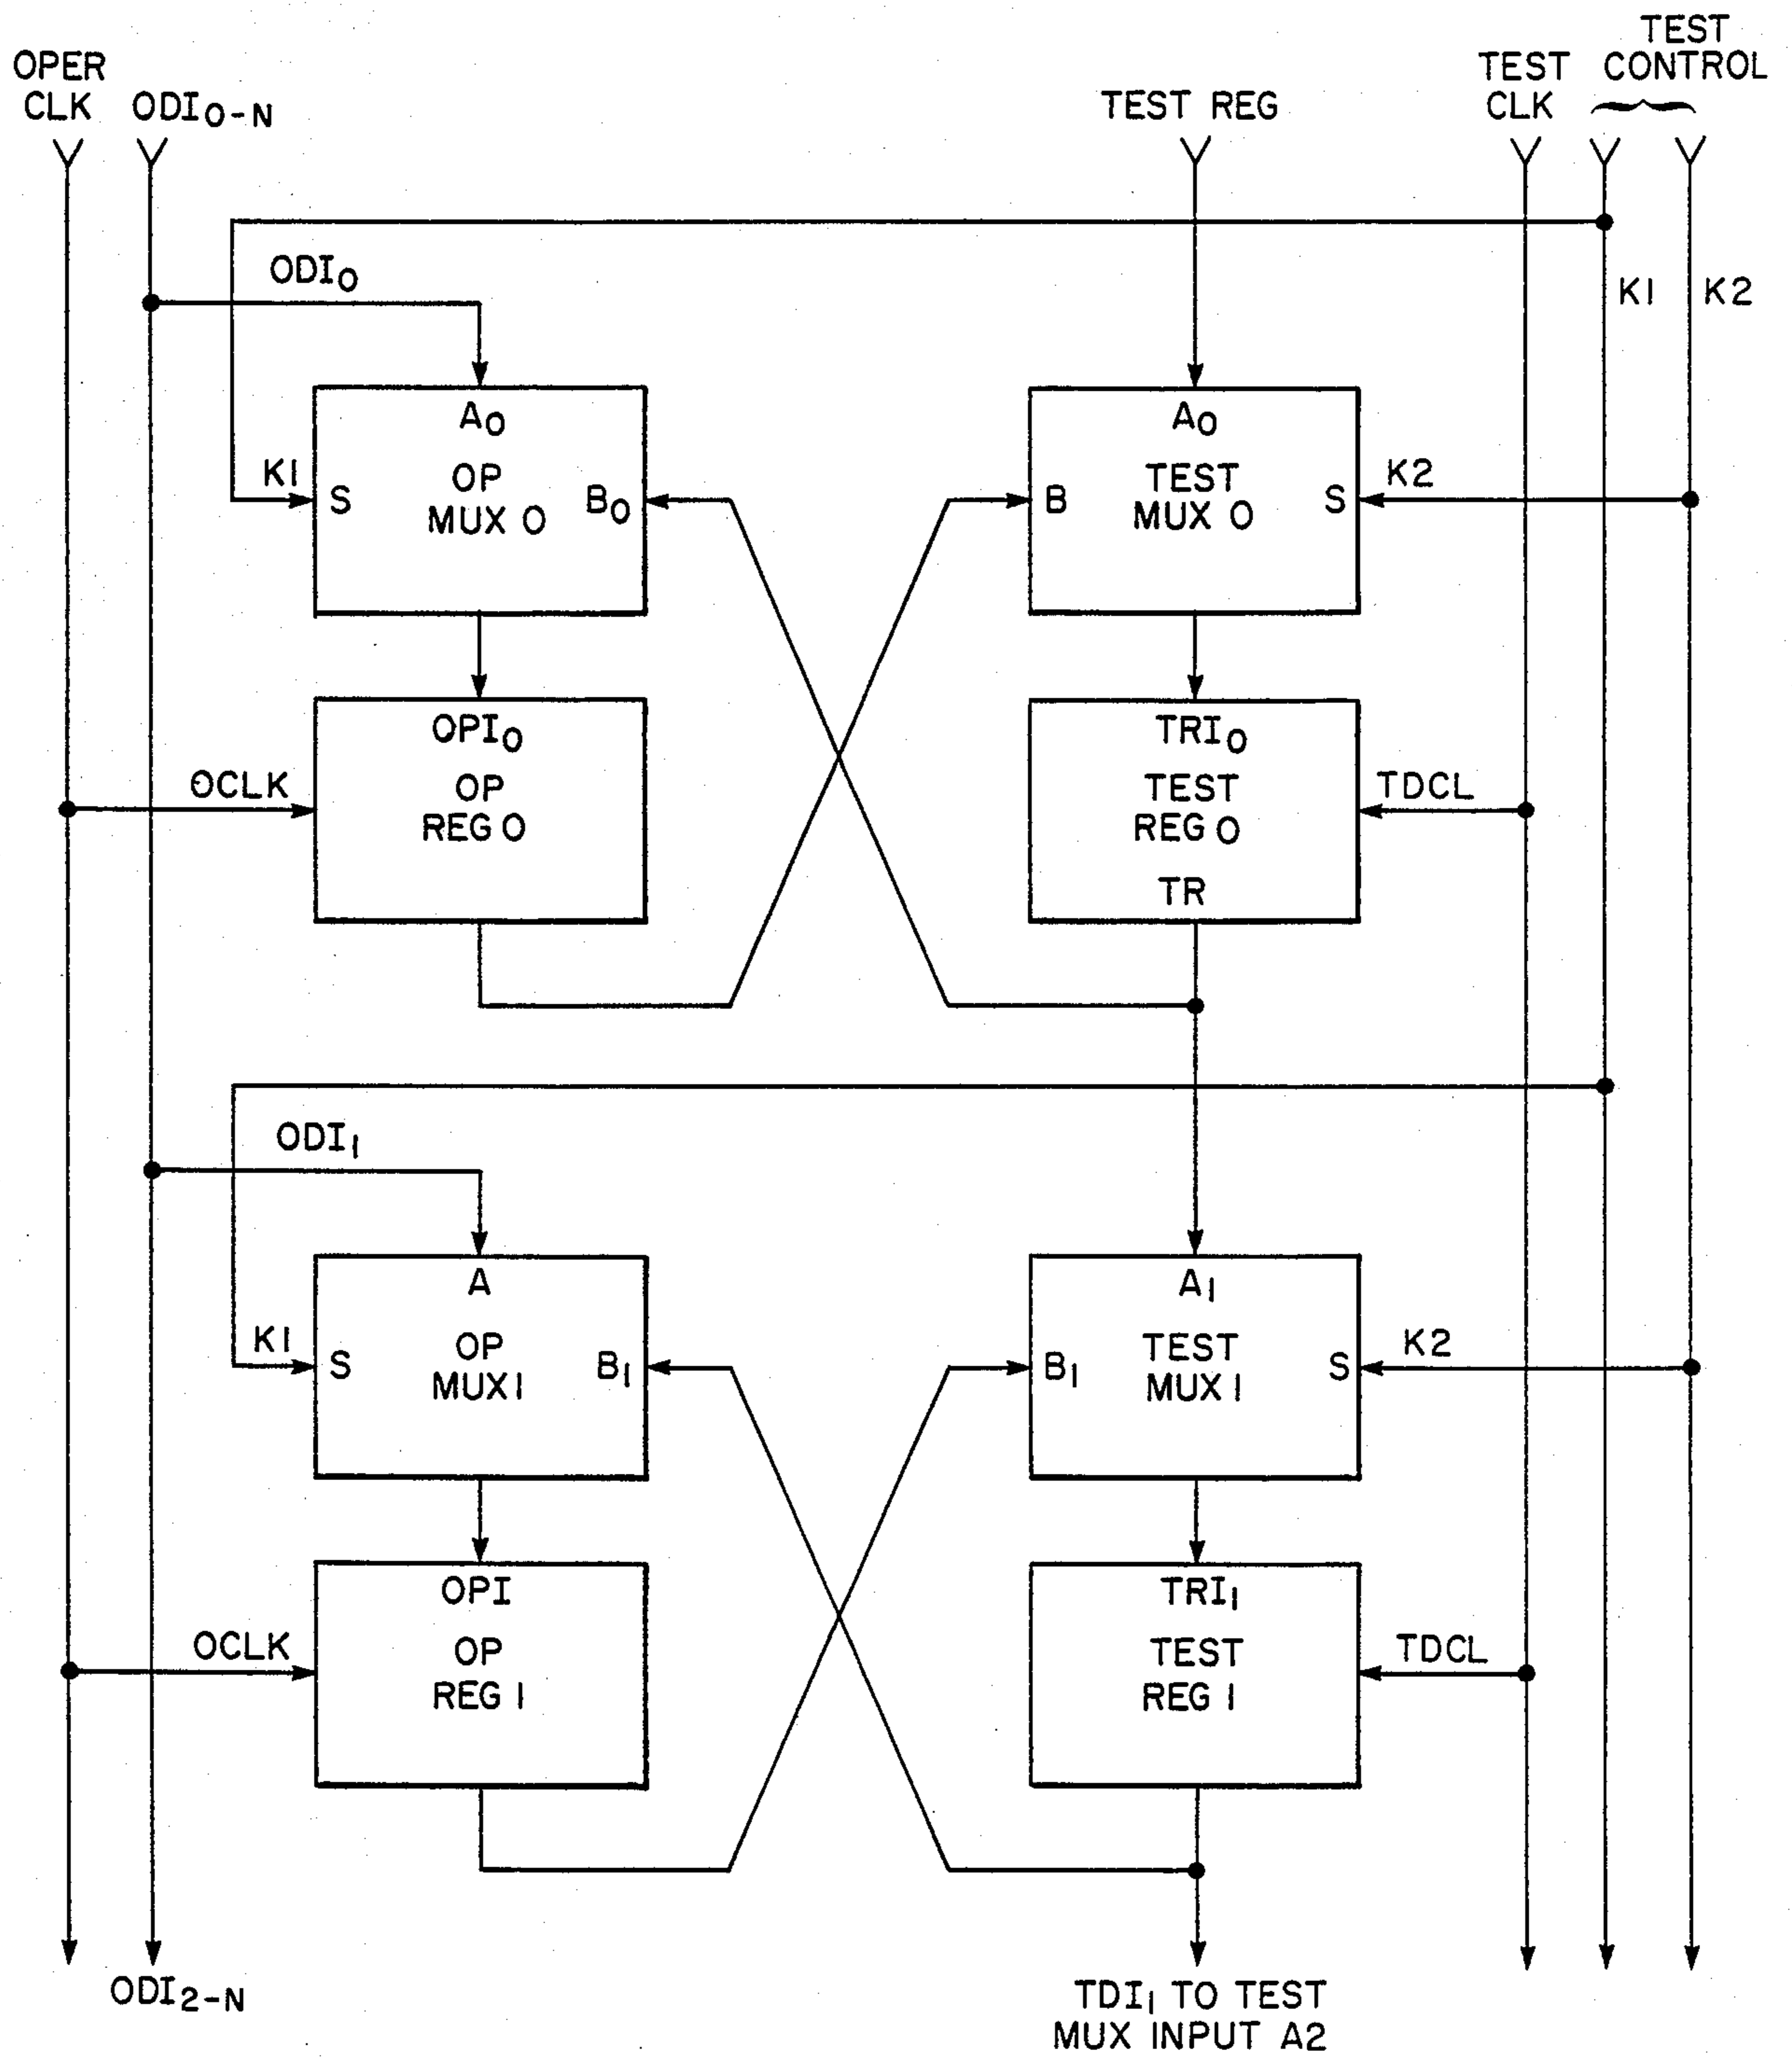 TEST
OPER
TEST CONTROL
CLK ODI0-N
TEST REG
CLK
ODI0
K1 K2
A0
A0
K1
OP
TEST
K2
S
B0
B
S
MUX 0
MUX 0
OPI0
TRI0
OCLK
OP
TEST
TDCL
REG 0
REG 0
TR
ODI1
A
A1
K1
OP
TEST
K2
S
B1
B1
S
MUX 1
MUX 1
OPI
TRI1
OCLK
OP
TEST
TDCL
REG 1
REG 1
ODI2-N
TDI1 TO TEST
MUX INPUT A2